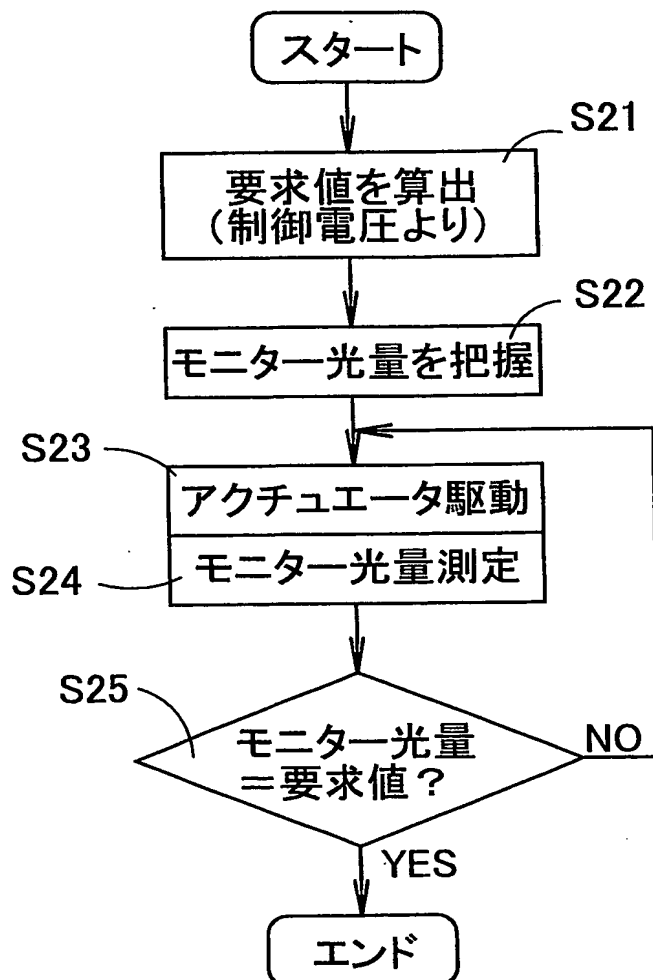 スタート
S21
要求値を算出
(制御電圧より)
S22
モニター光量を把握
S23
アクチュエータ駆動
S24
モニター光量測定
S25
モニター光量
=要求値?
NO
YES
エンド